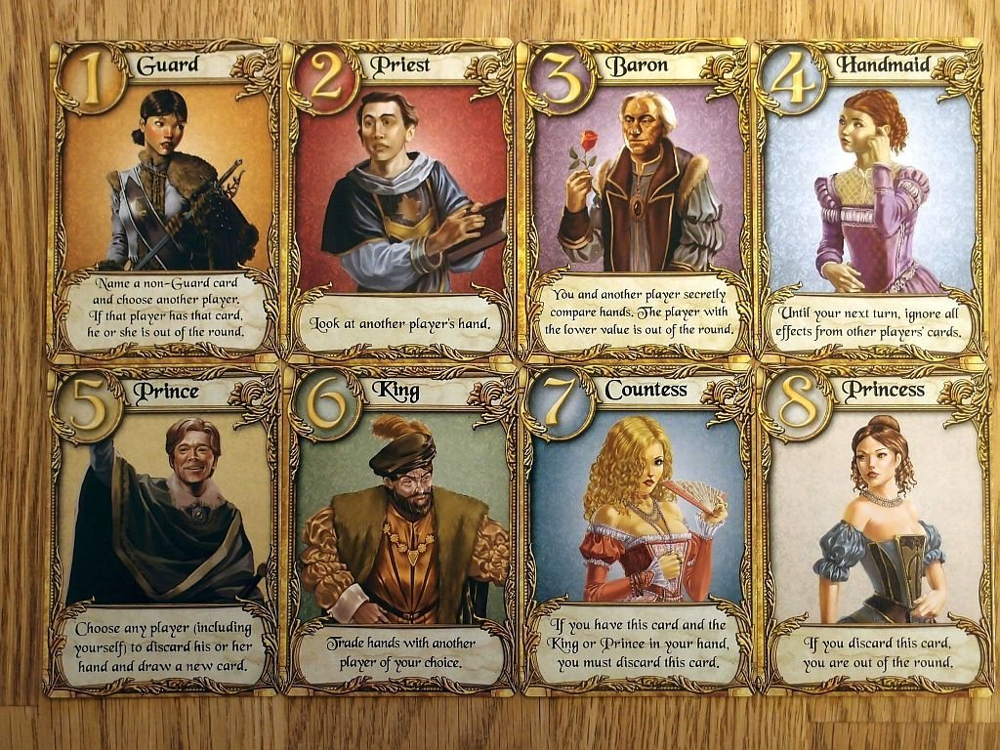 1 Guard
Name a non-Guard card
and choose another player.
If that player has that card,
he or she is out of the round.
2 Priest
Look at another player's hand.
3 Baron
You and another player secretly
compare hands. The player with
the lower value is out of the round.
4 Handmaid
Until your next turn, ignore all
effects from other players' cards.
5 Prince
Choose any player (including
yourself) to discard his or her
hand and draw a new card.
6 King
Trade hands with another
player of your choice.
7 Countess
If you have this card and the
King or Prince in your hand,
you must discard this card.
8 Princess
If you discard this card,
you are out of the round.